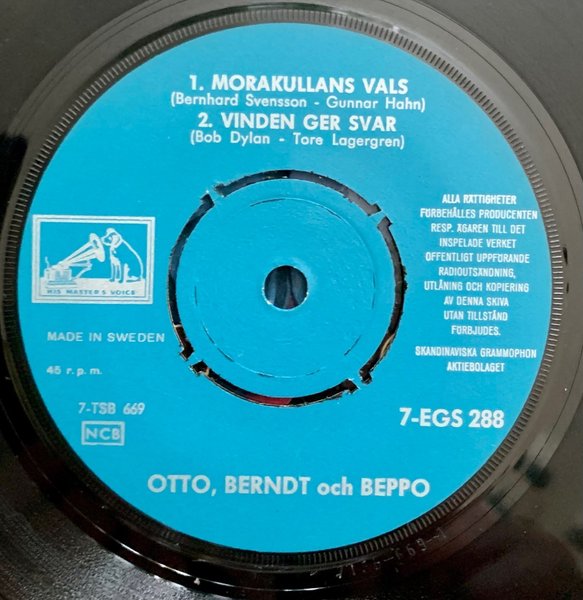 1. MORAKULLANS VALS
(Bernhard Svensson - Gunnar Hahn)
2. VINDEN GER SVAR
(Bob Dylan - Tore Lagergren)
HIS MASTER'S VOICE
MADE IN SWEDEN
45 r.p.m.
7-TSB 669
NCB
ALLA RÄTTIGHETER
FÖRBEHÅLLES PRODUCENTEN
RESP. ÄGAREN TILL DET
INSPELADE VERKET
OFFENTLIGT UPPFÖRANDE
RADIOUTSÄNDNING,
UTLÅNING OCH KOPIERING
AV DENNA SKIVA
UTAN TILLSTÅND
FÖRBJUDES.
SKANDINAVISKA GRAMMOPHON
AKTIEBOLAGET
7-EGS 288
OTTO, BERNDT och BEPPO